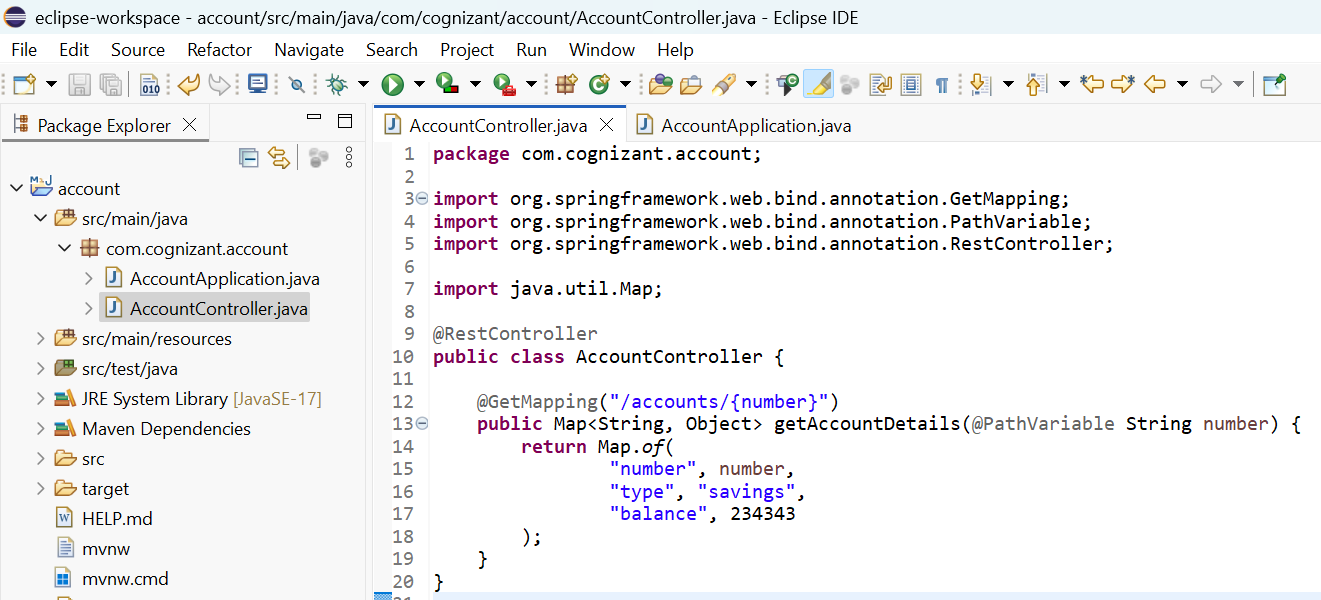 eclipse-workspace - account/src/main/java/com/cognizant/account/AccountController.java - Eclipse IDE
File Edit Source Refactor Navigate Search Project Run Window Help
010
Package Explorer
account
src/main/java
com.cognizant.account
AccountApplication.java
AccountController.java
src/main/resources
src/test/java
JRE System Library [JavaSE-17]
Maven Dependencies
src
target
HELP.md
mvnw
mvnw.cmd
AccountController.java AccountApplication.java
1 package com.cognizant.account;
2
3 import org.springframework.web.bind.annotation.GetMapping;
4 import org.springframework.web.bind.annotation.PathVariable;
5 import org.springframework.web.bind.annotation.RestController;
6
7 import java.util.Map;
8
9 @RestController
10 public class AccountController {
11
12 @GetMapping("/accounts/{number}")
13 public Map<String, Object> getAccountDetails(@PathVariable String number) {
14 return Map.of(
15 "number", number,
16 "type", "savings",
17 "balance", 234343
18 );
19 }
20 }